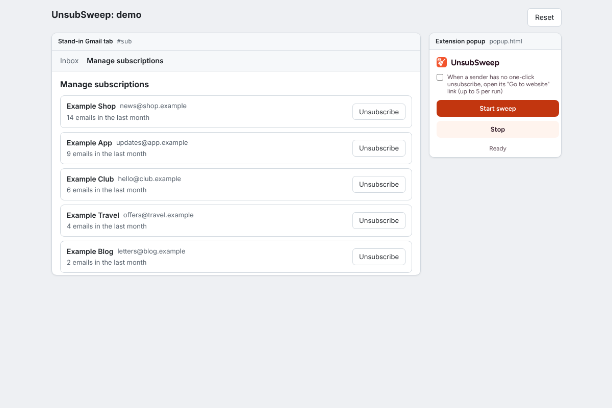 UnsubSweep: demo
Reset
Stand-in Gmail tab #sub
Inbox Manage subscriptions
Manage subscriptions
Example Shop news@shop.example
14 emails in the last month
Unsubscribe
Example App updates@app.example
9 emails in the last month
Unsubscribe
Example Club hello@club.example
6 emails in the last month
Unsubscribe
Example Travel offers@travel.example
4 emails in the last month
Unsubscribe
Example Blog letters@blog.example
2 emails in the last month
Unsubscribe
Extension popup popup.html
UnsubSweep
When a sender has no one-click
unsubscribe, open its "Go to website"
link (up to 5 per run)
Start sweep
Stop
Ready